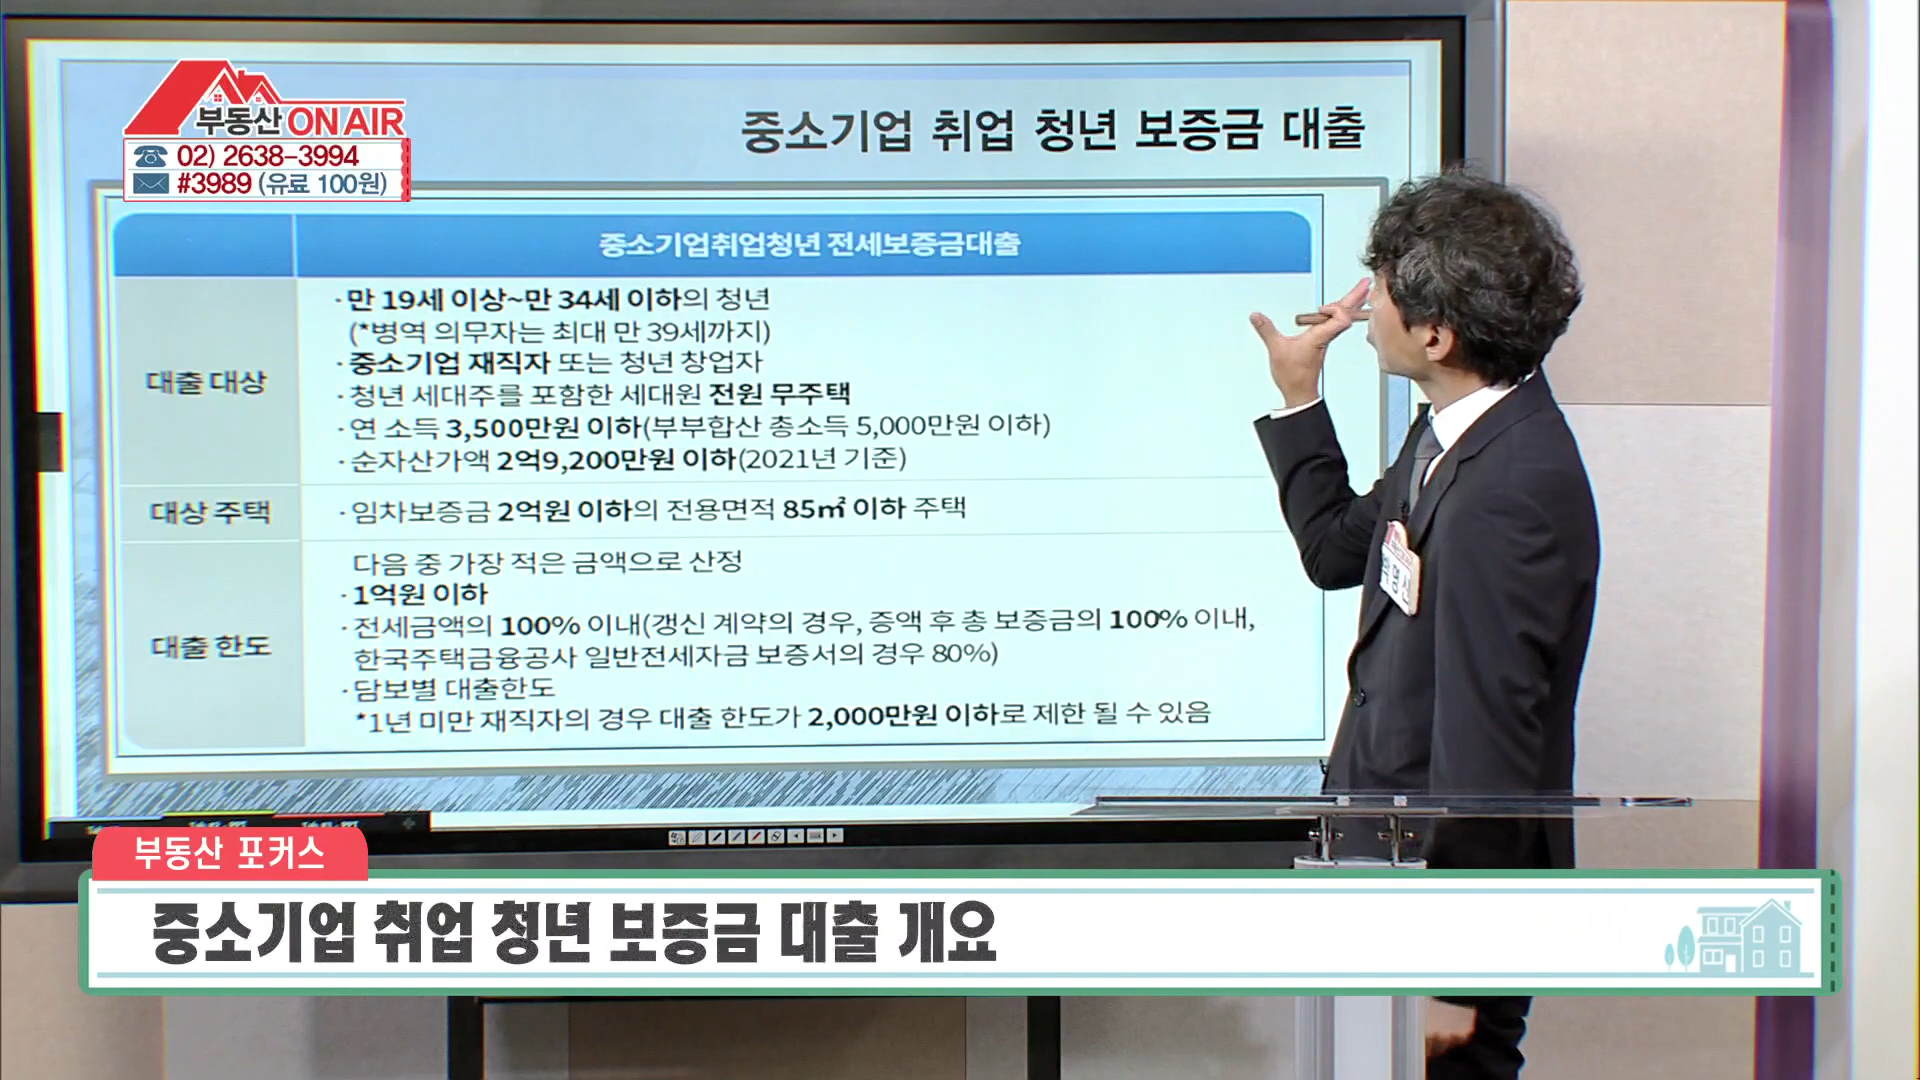 부동산 ON AIR
02) 2638-3994
#3989 (유료 100원)
중소기업 취업 청년 보증금 대출
중소기업취업청년 전세보증금대출
대출 대상
· 만 19세 이상~만 34세 이하의 청년
(*병역 의무자는 최대 만 39세까지)
· 중소기업 재직자 또는 청년 창업자
· 청년 세대주를 포함한 세대원 전원 무주택
· 연 소득 3,500만원 이하(부부합산 총소득 5,000만원 이하)
· 순자산가액 2억9,200만원 이하(2021년 기준)
대상 주택
· 임차보증금 2억원 이하의 전용면적 85㎡ 이하 주택
대출 한도
다음 중 가장 적은 금액으로 산정
· 1억원 이하
· 전세금액의 100% 이내(갱신 계약의 경우, 증액 후 총 보증금의 100% 이내,
한국주택금융공사 일반전세자금 보증서의 경우 80%)
· 담보별 대출한도
*1년 미만 재직자의 경우 대출 한도가 2,000만원 이하로 제한 될 수 있음
부동산 포커스
중소기업 취업 청년 보증금 대출 개요